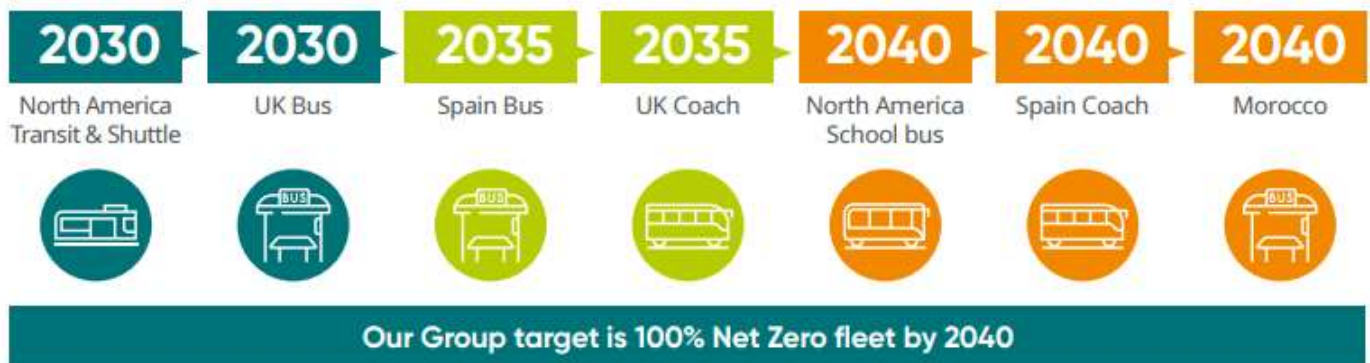 2030
2030
2035
2035
2040
2040
2040
North America
Transit & Shuttle
UK Bus
Spain Bus
UK Coach
North America
School bus
Spain Coach
Morocco
BUS
BUS
BUS
Our Group target is 100% Net Zero fleet by 2040